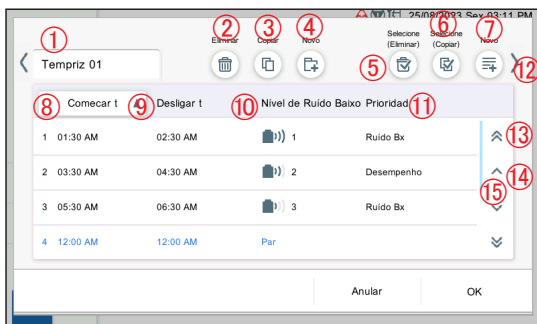 25/08/2023 Sex 03:11 PM
① ② ③ ④ ⑤ ⑥ ⑦ ⑫
Eliminar Copiar Novo Selecione (Eliminar) Selecione (Copiar) Novo
Tempriz 01
⑧ Comecar t ⑨ Desligar t ⑩ Nível de Ruído Baixo Prioridad ⑪
1 01:30 AM 02:30 AM 1 Ruído Bx ⑬
2 03:30 AM 04:30 AM 2 Desempenho ⑭
3 05:30 AM 06:30 AM 3 Ruído Bx ⑮
4 12:00 AM 12:00 AM Par
Anular OK